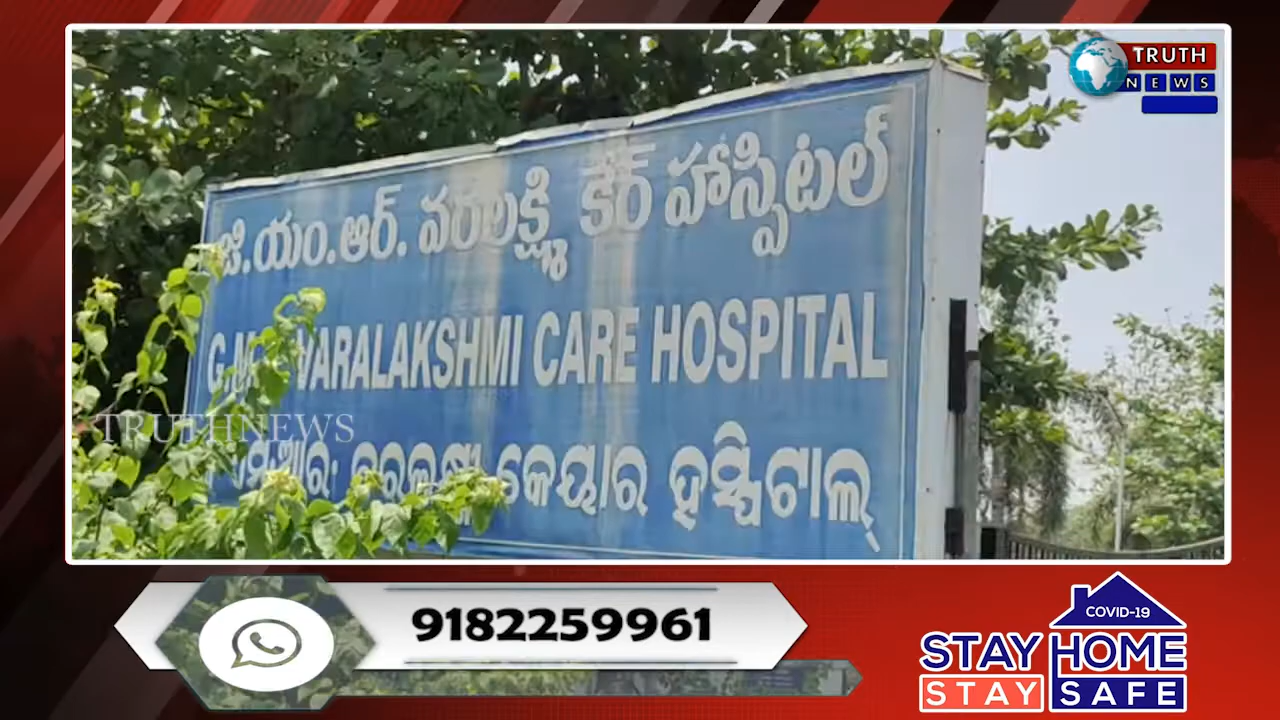 TRUTH
NEWS
జి.యం.ఆర్. వరలక్ష్మి కేర్ హాస్పిటల్
VARALAKSHMI CARE HOSPITAL
TRUTHNEWS
କେୟାର ହସ୍ପିଟାଲ୍
9182259961
COVID-19
STAY HOME
STAY SAFE